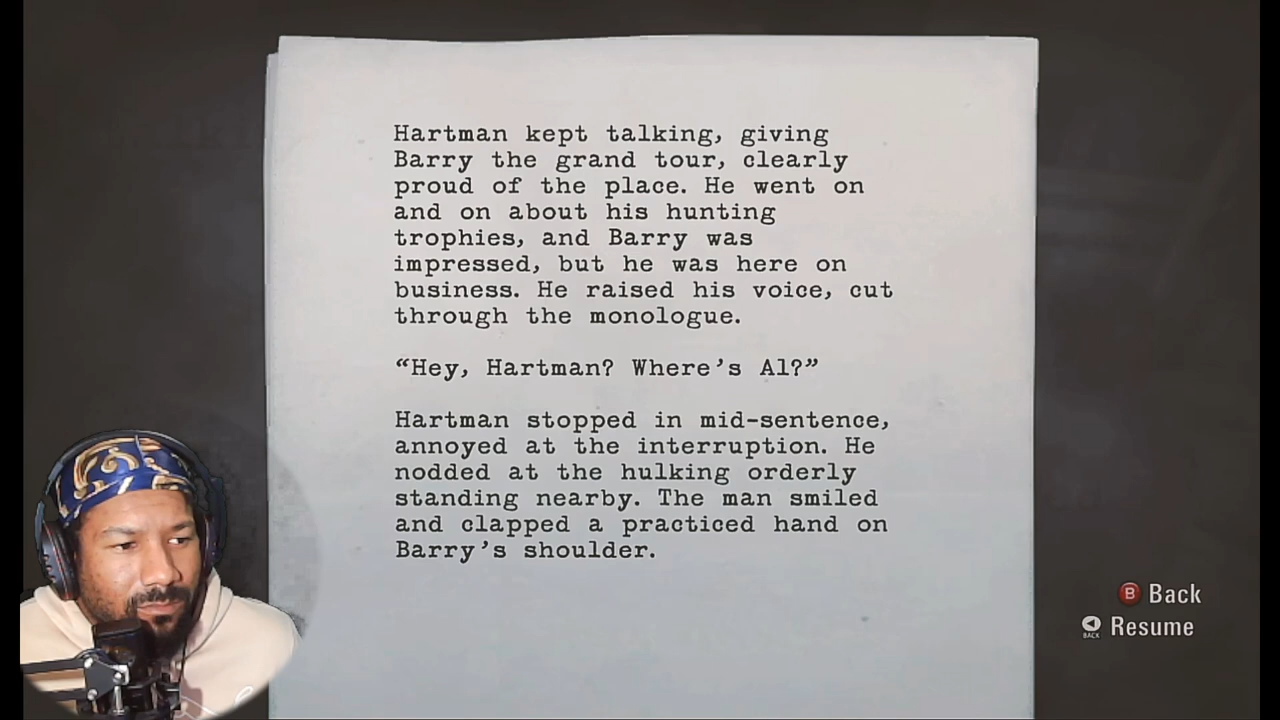 Hartman kept talking, giving
Barry the grand tour, clearly
proud of the place. He went on
and on about his hunting
trophies, and Barry was
impressed, but he was here on
business. He raised his voice, cut
through the monologue.
“Hey, Hartman? Where’s Al?”
Hartman stopped in mid-sentence,
annoyed at the interruption. He
nodded at the hulking orderly
standing nearby. The man smiled
and clapped a practiced hand on
Barry’s shoulder.
B Back
BACK Resume